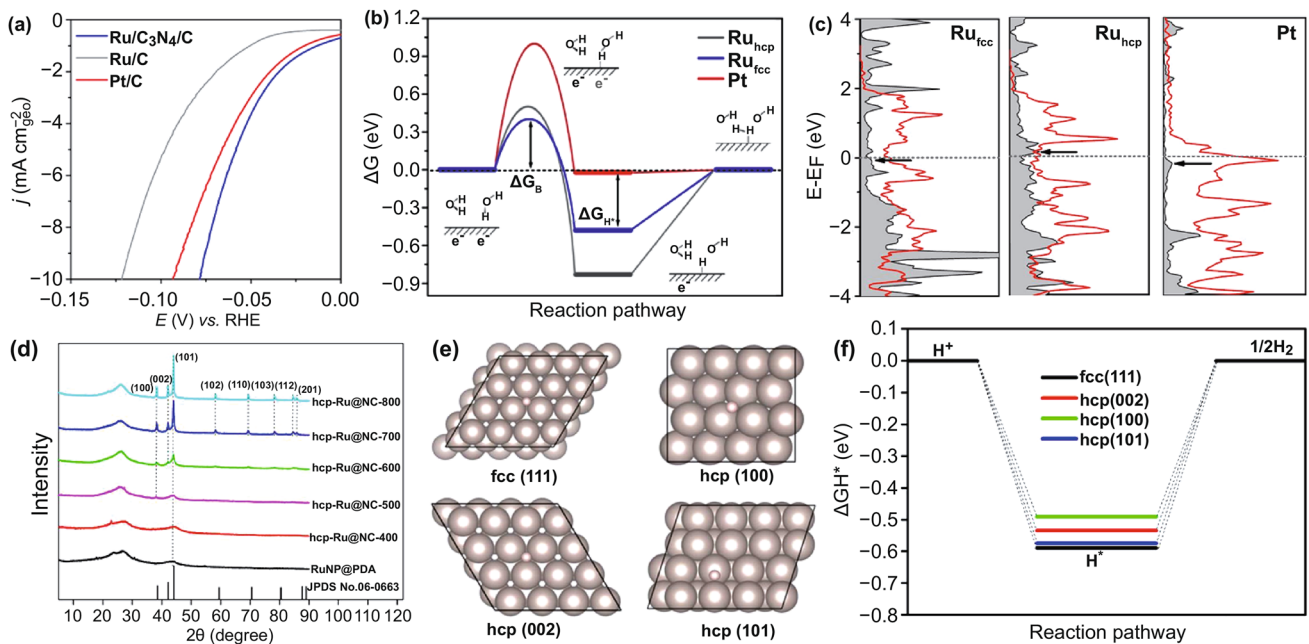 (a)
Ru/C3N4/C
Ru/C
Pt/C
0
−2
−4
−6
−8
−10
j (mA cm−2geo)
−0.15 −0.10 −0.05 0.00
E (V) vs. RHE
(b)
Ruhcp
Rufcc
Pt
1.2
0.9
0.6
0.3
0.0
−0.3
−0.6
−0.9
ΔG (eV)
ΔGB
ΔGH*
O H
H
O H
H
e− e−
O H
H
O H
H
e− e−
O H
H
O H
H
e−
O H
H–H
O H
Reaction pathway
(c)
Rufcc
Ruhcp
Pt
4
2
0
−2
−4
E-EF (eV)
(d)
(101)
(100)
(002)
(102)
(110)
(103)
(112)
(201)
hcp-Ru@NC-800
hcp-Ru@NC-700
hcp-Ru@NC-600
hcp-Ru@NC-500
hcp-Ru@NC-400
RuNP@PDA
JPDS No.06-0663
Intensity
10 20 30 40 50 60 70 80 90 100 110 120
2θ (degree)
(e)
fcc (111)
hcp (100)
hcp (002)
hcp (101)
(f)
0.1
0.0
−0.1
−0.2
−0.3
−0.4
−0.5
−0.6
−0.7
−0.8
ΔGH* (eV)
H+
1/2H2
fcc(111)
hcp(002)
hcp(100)
hcp(101)
H*
Reaction pathway